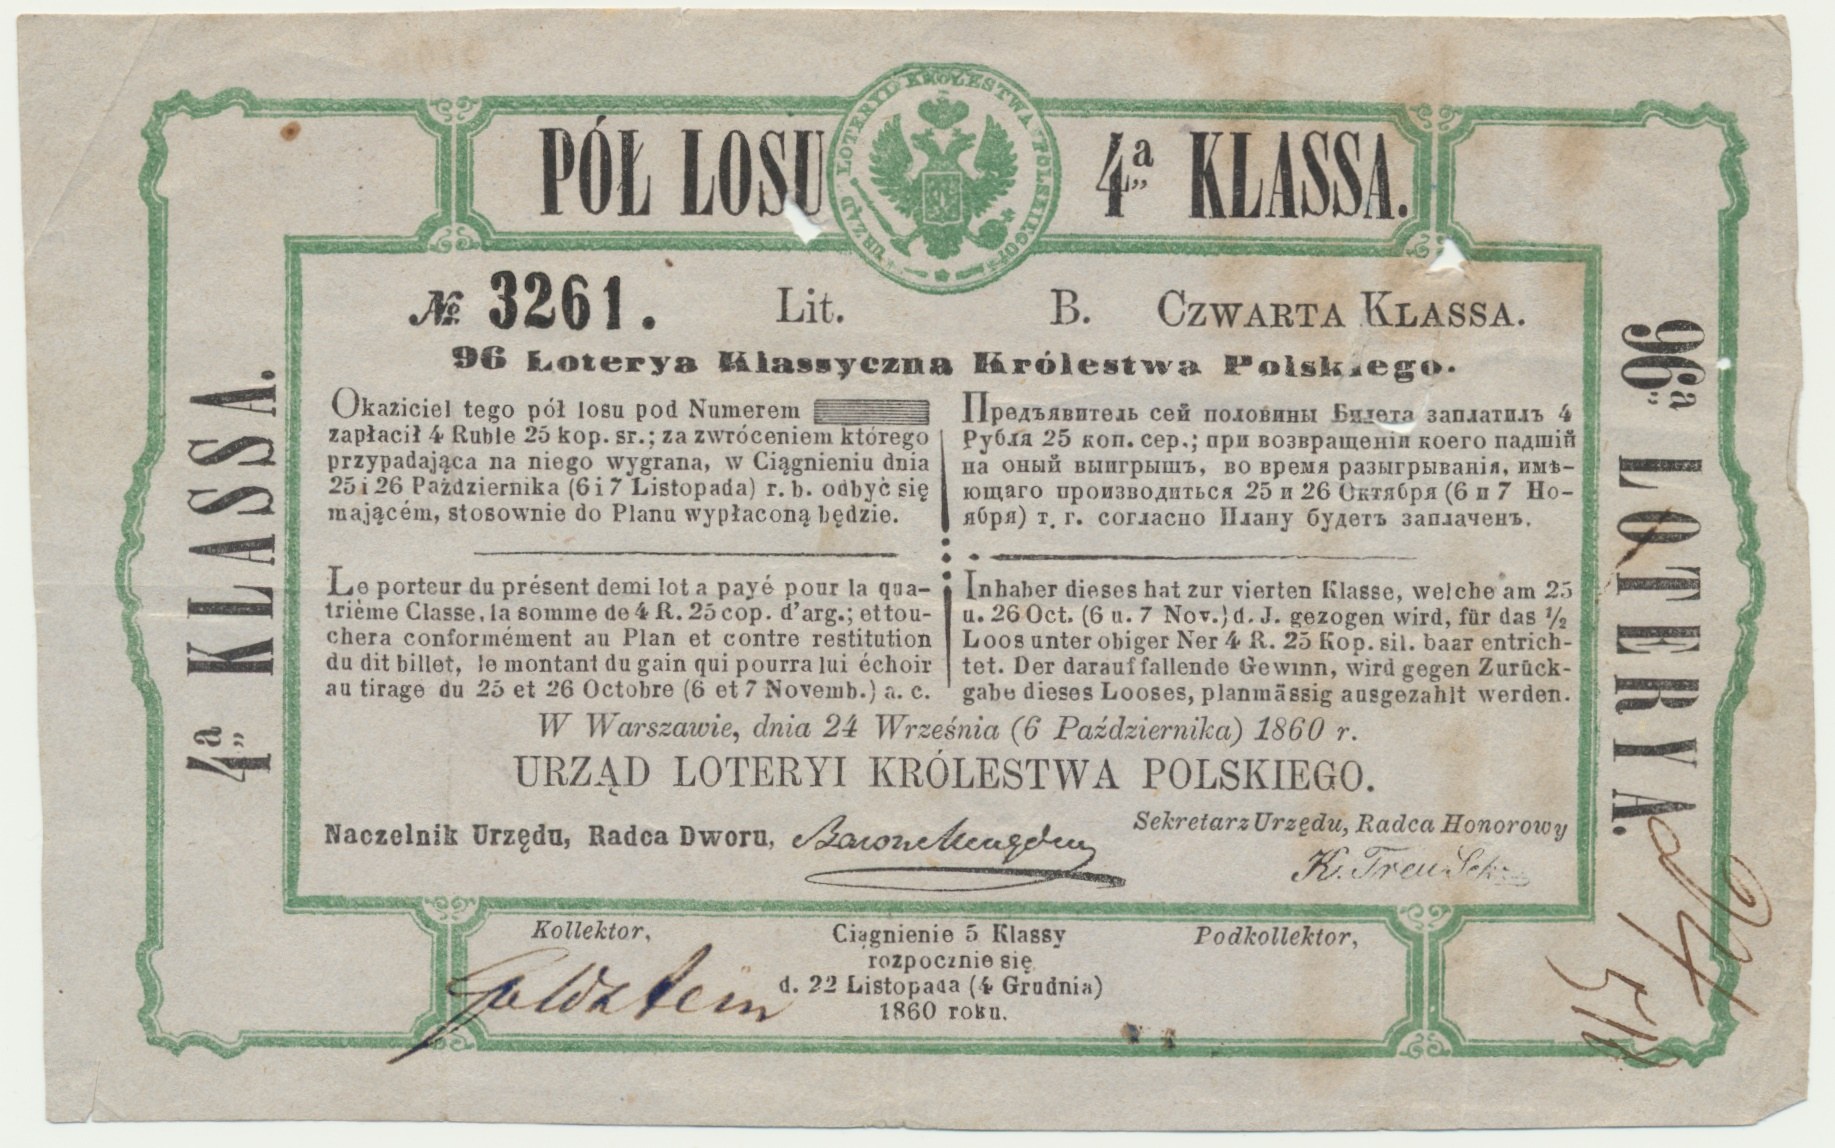 PÓŁ LOSU
URZĄD LOTERYI KRÓLESTWA POLSKIEGO
4a KLASSA.
4a KLASSA.
96a LOTERYA.
№ 3261. Lit. B. CZWARTA KLASSA.
96 Loterya Klassyczna Królestwa Polskiego.
Okaziciel tego pół losu pod Numerem
zapłacił 4 Ruble 25 kop. sr.; za zwróceniem którego
przypadająca na niego wygrana, w Ciągnieniu dnia
25 i 26 Października (6 i 7 Listopada) r. b. odbyć się
mającém, stosownie do Planu wypłaconą będzie.
Предъявитель сей половины Билета заплатилъ 4
Рубля 25 коп. сер.; при возвращеніи коего падшій
на оный выигрышъ, во время разыгрыванія, имѣ-
ющаго производиться 25 и 26 Октября (6 и 7 Но-
ября) т. г. согласно Плану будетъ заплаченъ.
Le porteur du présent demi lot a payé pour la qua-
trième Classe, la somme de 4 R. 25 cop. d'arg.; et tou-
chera conformément au Plan et contre restitution
du dit billet, le montant du gain qui pourra lui échoir
au tirage du 25 et 26 Octobre (6 et 7 Novemb.) a. c.
Inhaber dieses hat zur vierten Klasse, welche am 25
u. 26 Oct. (6 u. 7 Nov.) d. J. gezogen wird, für das ½
Loos unter obiger Ner 4 R. 25 Kop. sil. baar entrich-
tet. Der darauf fallende Gewinn, wird gegen Zurück-
gabe dieses Looses, planmässig ausgezahlt werden.
W Warszawie, dnia 24 Września (6 Października) 1860 r.
URZĄD LOTERYI KRÓLESTWA POLSKIEGO.
Naczelnik Urzędu, Radca Dworu, Baron Mengden
Sekretarz Urzędu, Radca Honorowy
K. Treu Sekr.
Kollektor,
Goldstein
Ciągnienie 5 Klassy
rozpocznie się
d. 22 Listopada (4 Grudnia)
1860 roku.
Podkollektor,